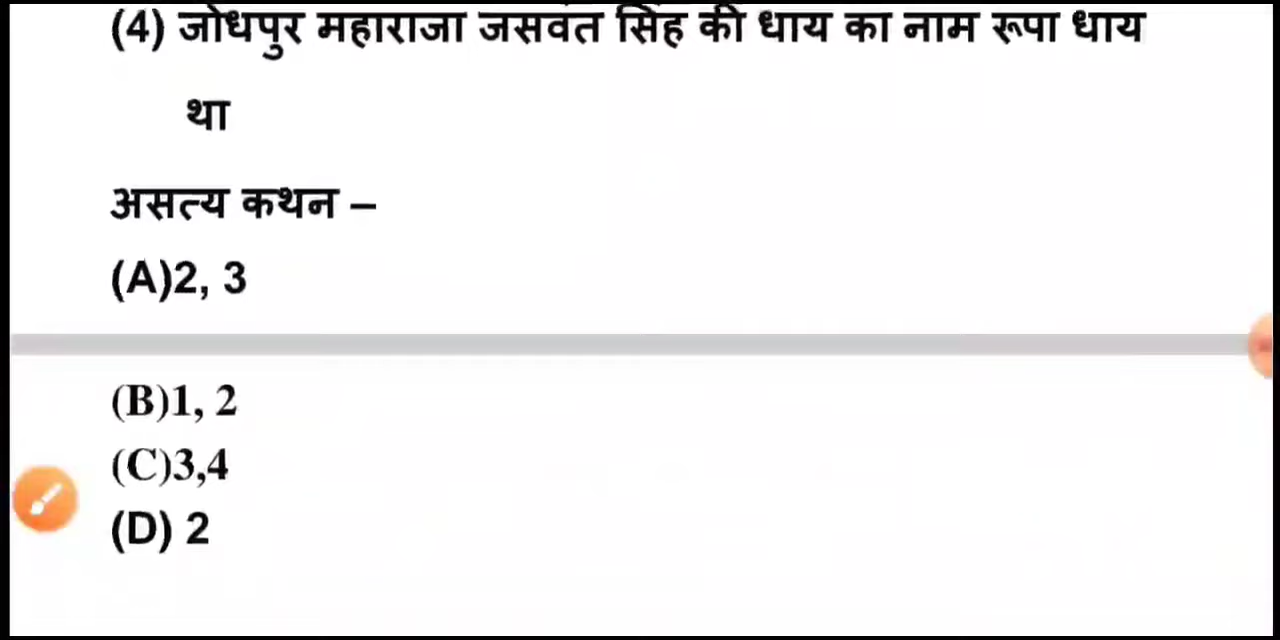 (4) जोधपुर महाराजा जसवंत सिंह की धाय का नाम रूपा धाय
था
असत्य कथन –
(A)2, 3
(B)1, 2
(C)3,4
(D) 2